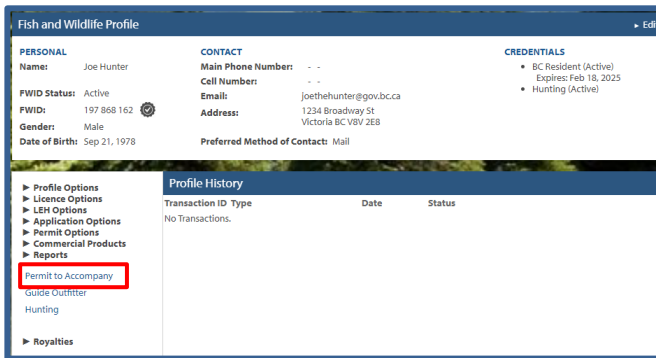 Fish and Wildlife Profile
► Edi
PERSONAL
Name: Joe Hunter
FWID Status: Active
FWID: 197 868 162
Gender: Male
Date of Birth: Sep 21, 1978
CONTACT
Main Phone Number: - -
Cell Number: - -
Email: joethehunter@gov.bc.ca
Address: 1234 Broadway St
Victoria BC V8V 2E8
Preferred Method of Contact: Mail
CREDENTIALS
• BC Resident (Active)
Expires: Feb 18, 2025
• Hunting (Active)
► Profile Options
► Licence Options
► LEH Options
► Application Options
► Permit Options
► Commercial Products
► Reports
Permit to Accompany
Guide Outfitter
Hunting
► Royalties
Profile History
Transaction ID Type Date Status
No Transactions.